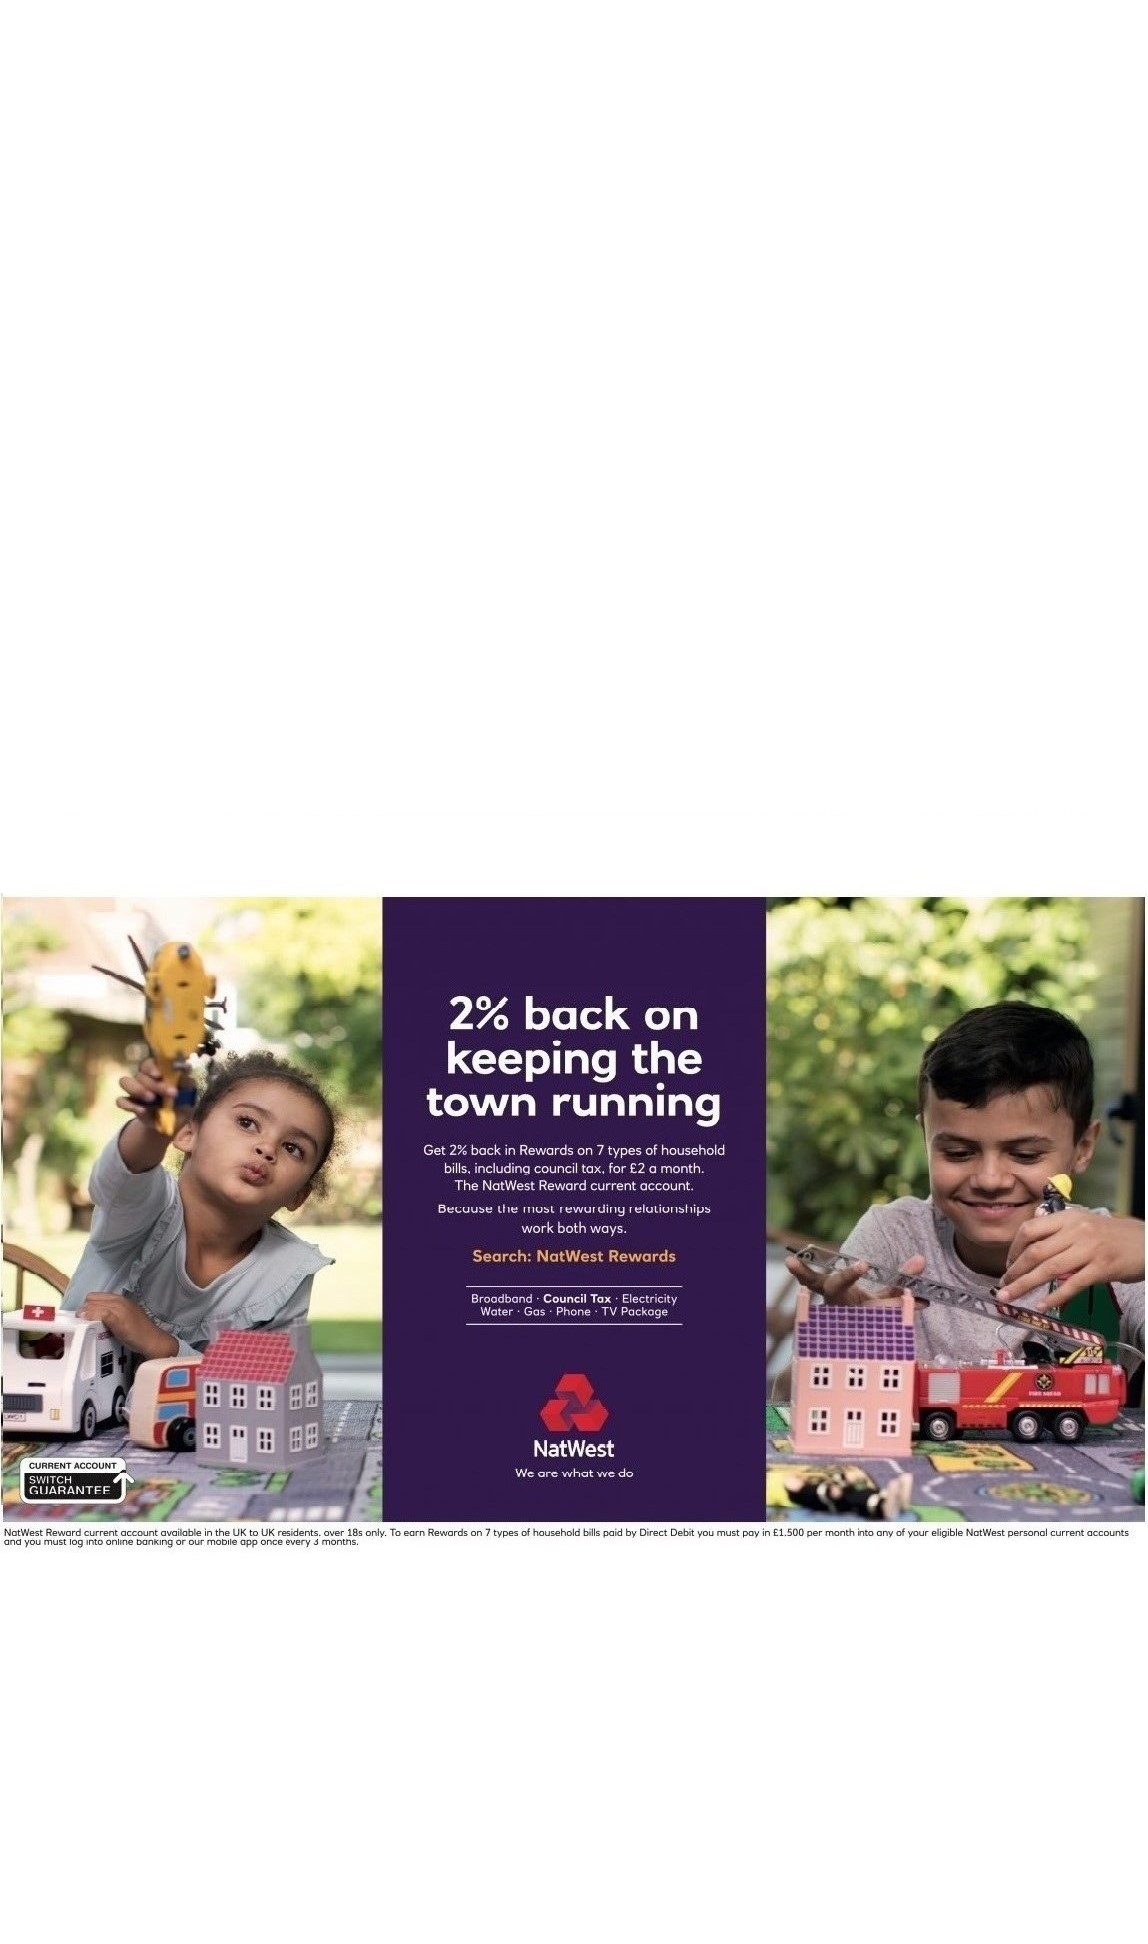 2% back on
keeping the
town running
Get 2% back in Rewards on 7 types of household
bills, including council tax, for £2 a month.
The NatWest Reward current account.
Because the most rewarding relationships
work both ways.
Search: NatWest Rewards
Broadband · Council Tax · Electricity
Water · Gas · Phone · TV Package
NatWest
We are what we do
CURRENT ACCOUNT
SWITCH
GUARANTEE
FIRE SQUAD
NatWest Reward current account available in the UK to UK residents, over 18s only. To earn Rewards on 7 types of household bills paid by Direct Debit you must pay in £1,500 per month into any of your eligible NatWest personal current accounts
and you must log into online banking or our mobile app once every 3 months.